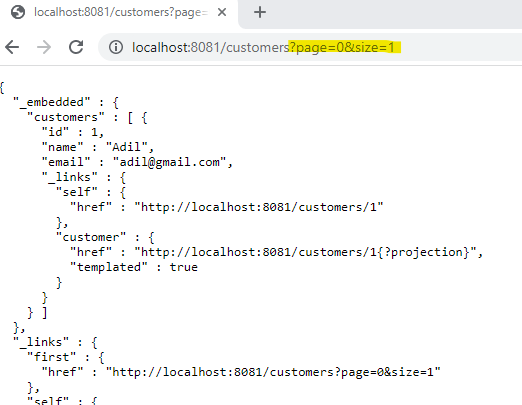 localhost:8081/customers?page=
localhost:8081/customers?page=0&size=1
{
"_embedded" : {
"customers" : [ {
"id" : 1,
"name" : "Adil",
"email" : "adil@gmail.com",
"_links" : {
"self" : {
"href" : "http://localhost:8081/customers/1"
},
"customer" : {
"href" : "http://localhost:8081/customers/1{?projection}",
"templated" : true
}
}
} ]
},
"_links" : {
"first" : {
"href" : "http://localhost:8081/customers?page=0&size=1"
},
"self" : {